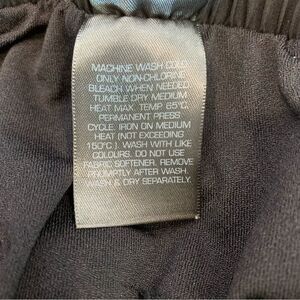 MACHINE WASH COLD
ONLY NON-CHLORINE
BLEACH WHEN NEEDED
TUMBLE DRY MEDIUM
HEAT MAX. TEMP 65°C.
PERMANENT PRESS
CYCLE. IRON ON MEDIUM
HEAT (NOT EXCEEDING
150°C). WASH WITH LIKE
COLOURS. DO NOT USE
FABRIC SOFTENER. REMOVE
PROMPTLY AFTER WASH.
WASH & DRY SEPARATELY.